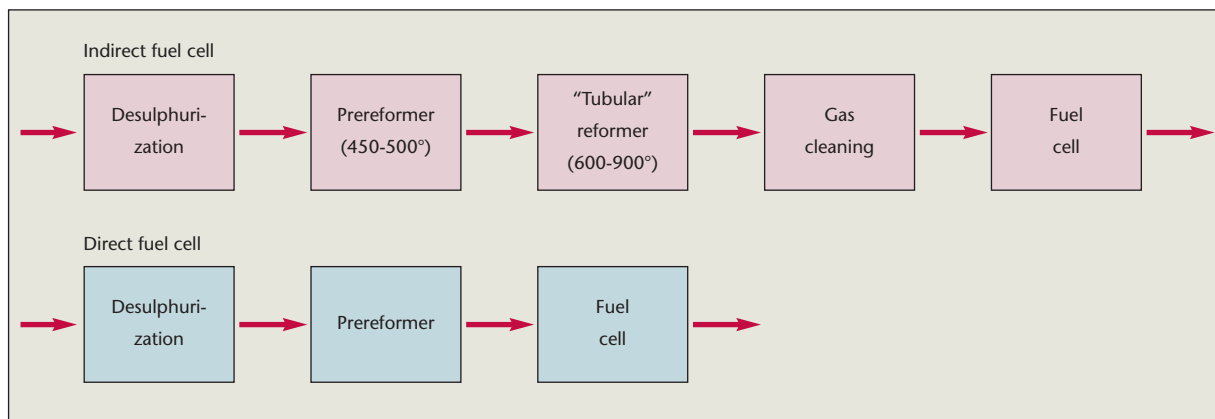 Indirect fuel cell
Desulphuri-
zation
Prereformer
(450-500°)
“Tubular”
reformer
(600-900°)
Gas
cleaning
Fuel
cell
Direct fuel cell
Desulphuri-
zation
Prereformer
Fuel
cell